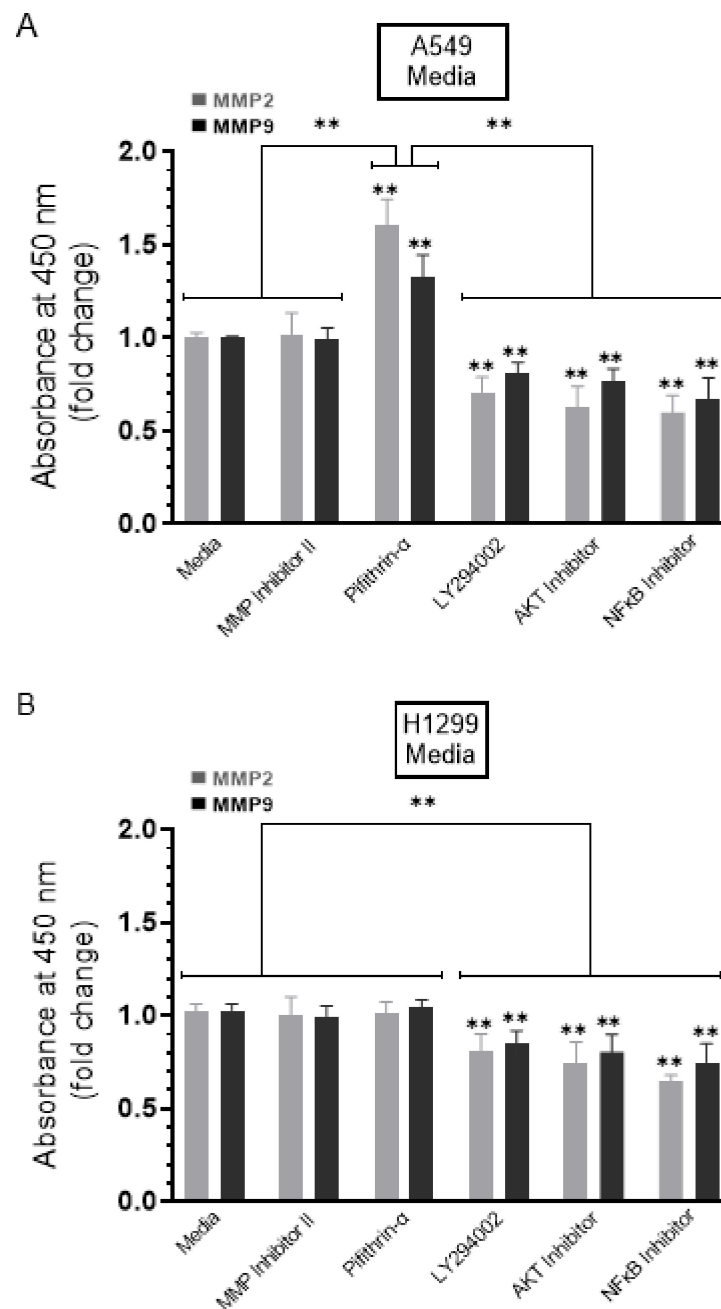 A
A549
Media
MMP2
MMP9
**
**
Absorbance at 450 nm
(fold change)
2.0
1.5
1.0
0.5
0.0
**
**
**
**
**
**
**
**
Media
MMP Inhibitor II
Pifithrin-α
LY294002
AKT Inhibitor
NFκB Inhibitor
B
H1299
Media
MMP2
MMP9
**
Absorbance at 450 nm
(fold change)
2.0
1.5
1.0
0.5
0.0
**
**
**
**
**
**
Media
MMP Inhibitor II
Pifithrin-α
LY294002
AKT Inhibitor
NFκB Inhibitor